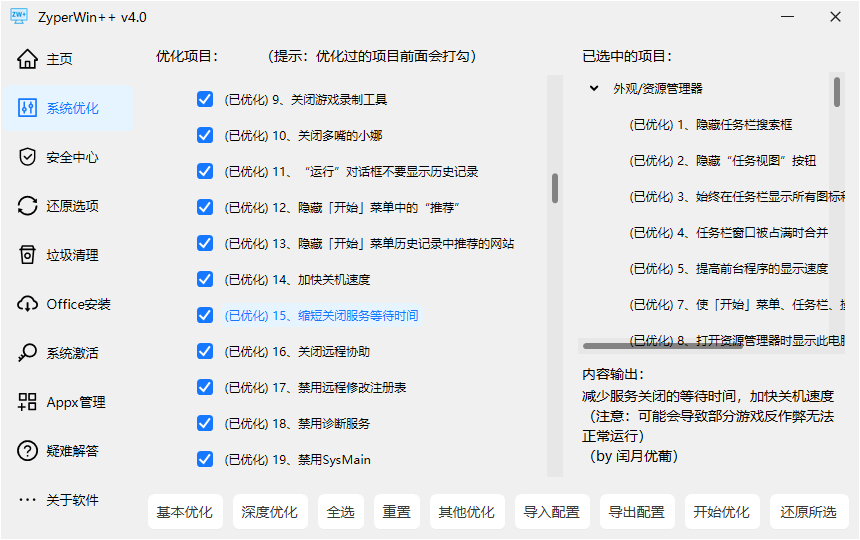 ZW+
ZyperWin++ v4.0
主页
系统优化
安全中心
还原选项
垃圾清理
Office安装
系统激活
Appx管理
疑难解答
关于软件
优化项目： （提示：优化过的项目前面会打勾）
(已优化) 9、关闭游戏录制工具
(已优化) 10、关闭多嘴的小娜
(已优化) 11、“运行”对话框不要显示历史记录
(已优化) 12、隐藏「开始」菜单中的“推荐”
(已优化) 13、隐藏「开始」菜单历史记录中推荐的网站
(已优化) 14、加快关机速度
(已优化) 15、缩短关闭服务等待时间
(已优化) 16、关闭远程协助
(已优化) 17、禁用远程修改注册表
(已优化) 18、禁用诊断服务
(已优化) 19、禁用SysMain
已选中的项目：
外观/资源管理器
(已优化) 1、隐藏任务栏搜索框
(已优化) 2、隐藏“任务视图”按钮
(已优化) 3、始终在任务栏显示所有图标
(已优化) 4、任务栏窗口被占满时合并
(已优化) 5、提高前台程序的显示速度
(已优化) 7、使「开始」菜单、任务栏、
(已优化) 8、打开资源管理器时显示此电脑
内容输出：
减少服务关闭的等待时间，加快关机速度
（注意：可能会导致部分游戏反作弊无法
正常运行）
（by 闰月优葡）
基本优化 深度优化 全选 重置 其他优化 导入配置 导出配置 开始优化 还原所选